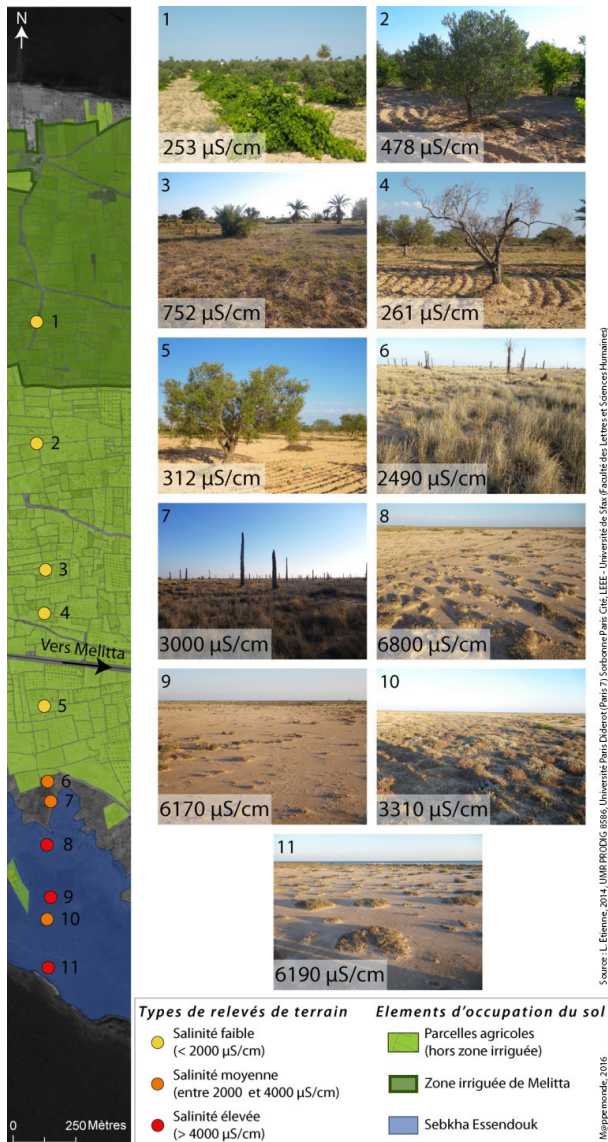 N
1
253 µS/cm
2
478 µS/cm
3
752 µS/cm
4
261 µS/cm
5
312 µS/cm
6
2490 µS/cm
7
3000 µS/cm
8
6800 µS/cm
9
6170 µS/cm
10
3310 µS/cm
11
6190 µS/cm
1
2
3
4
Vers Melitta
5
6
7
8
9
10
11
0 250 Mètres
Types de relevés de terrain
Salinité faible
(< 2000 µS/cm)
Salinité moyenne
(entre 2000 et 4000 µS/cm)
Salinité élevée
(> 4000 µS/cm)
Elements d'occupation du sol
Parcelles agricoles
(hors zone irriguée)
Zone irriguée de Melitta
Sebkha Essendouk
Source : L. Etienne, 2014, UMR PRODIG 8586, Université Paris Diderot (Paris 7) Sorbonne Paris Cité, LEEE - Université de Sfax (Faculté des Lettres et Sciences Humaines)
M@ppemonde, 2016